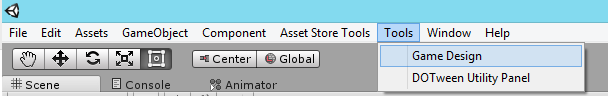 File Edit Assets GameObject Component Asset Store Tools Tools Window Help
Game Design
Center Global
DOTween Utility Panel
Scene Console Animator